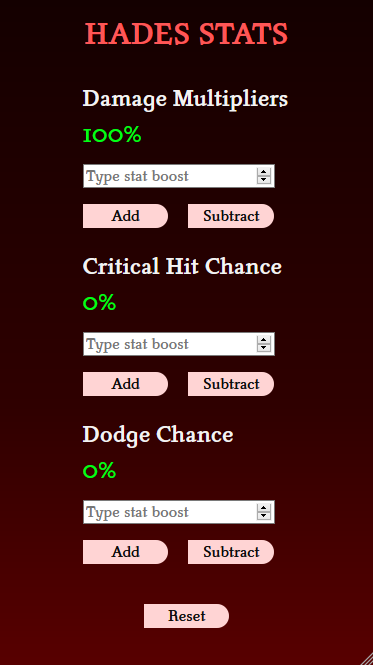 HADES STATS
Damage Multipliers
100%
Type stat boost
Add Subtract
Critical Hit Chance
0%
Type stat boost
Add Subtract
Dodge Chance
0%
Type stat boost
Add Subtract
Reset